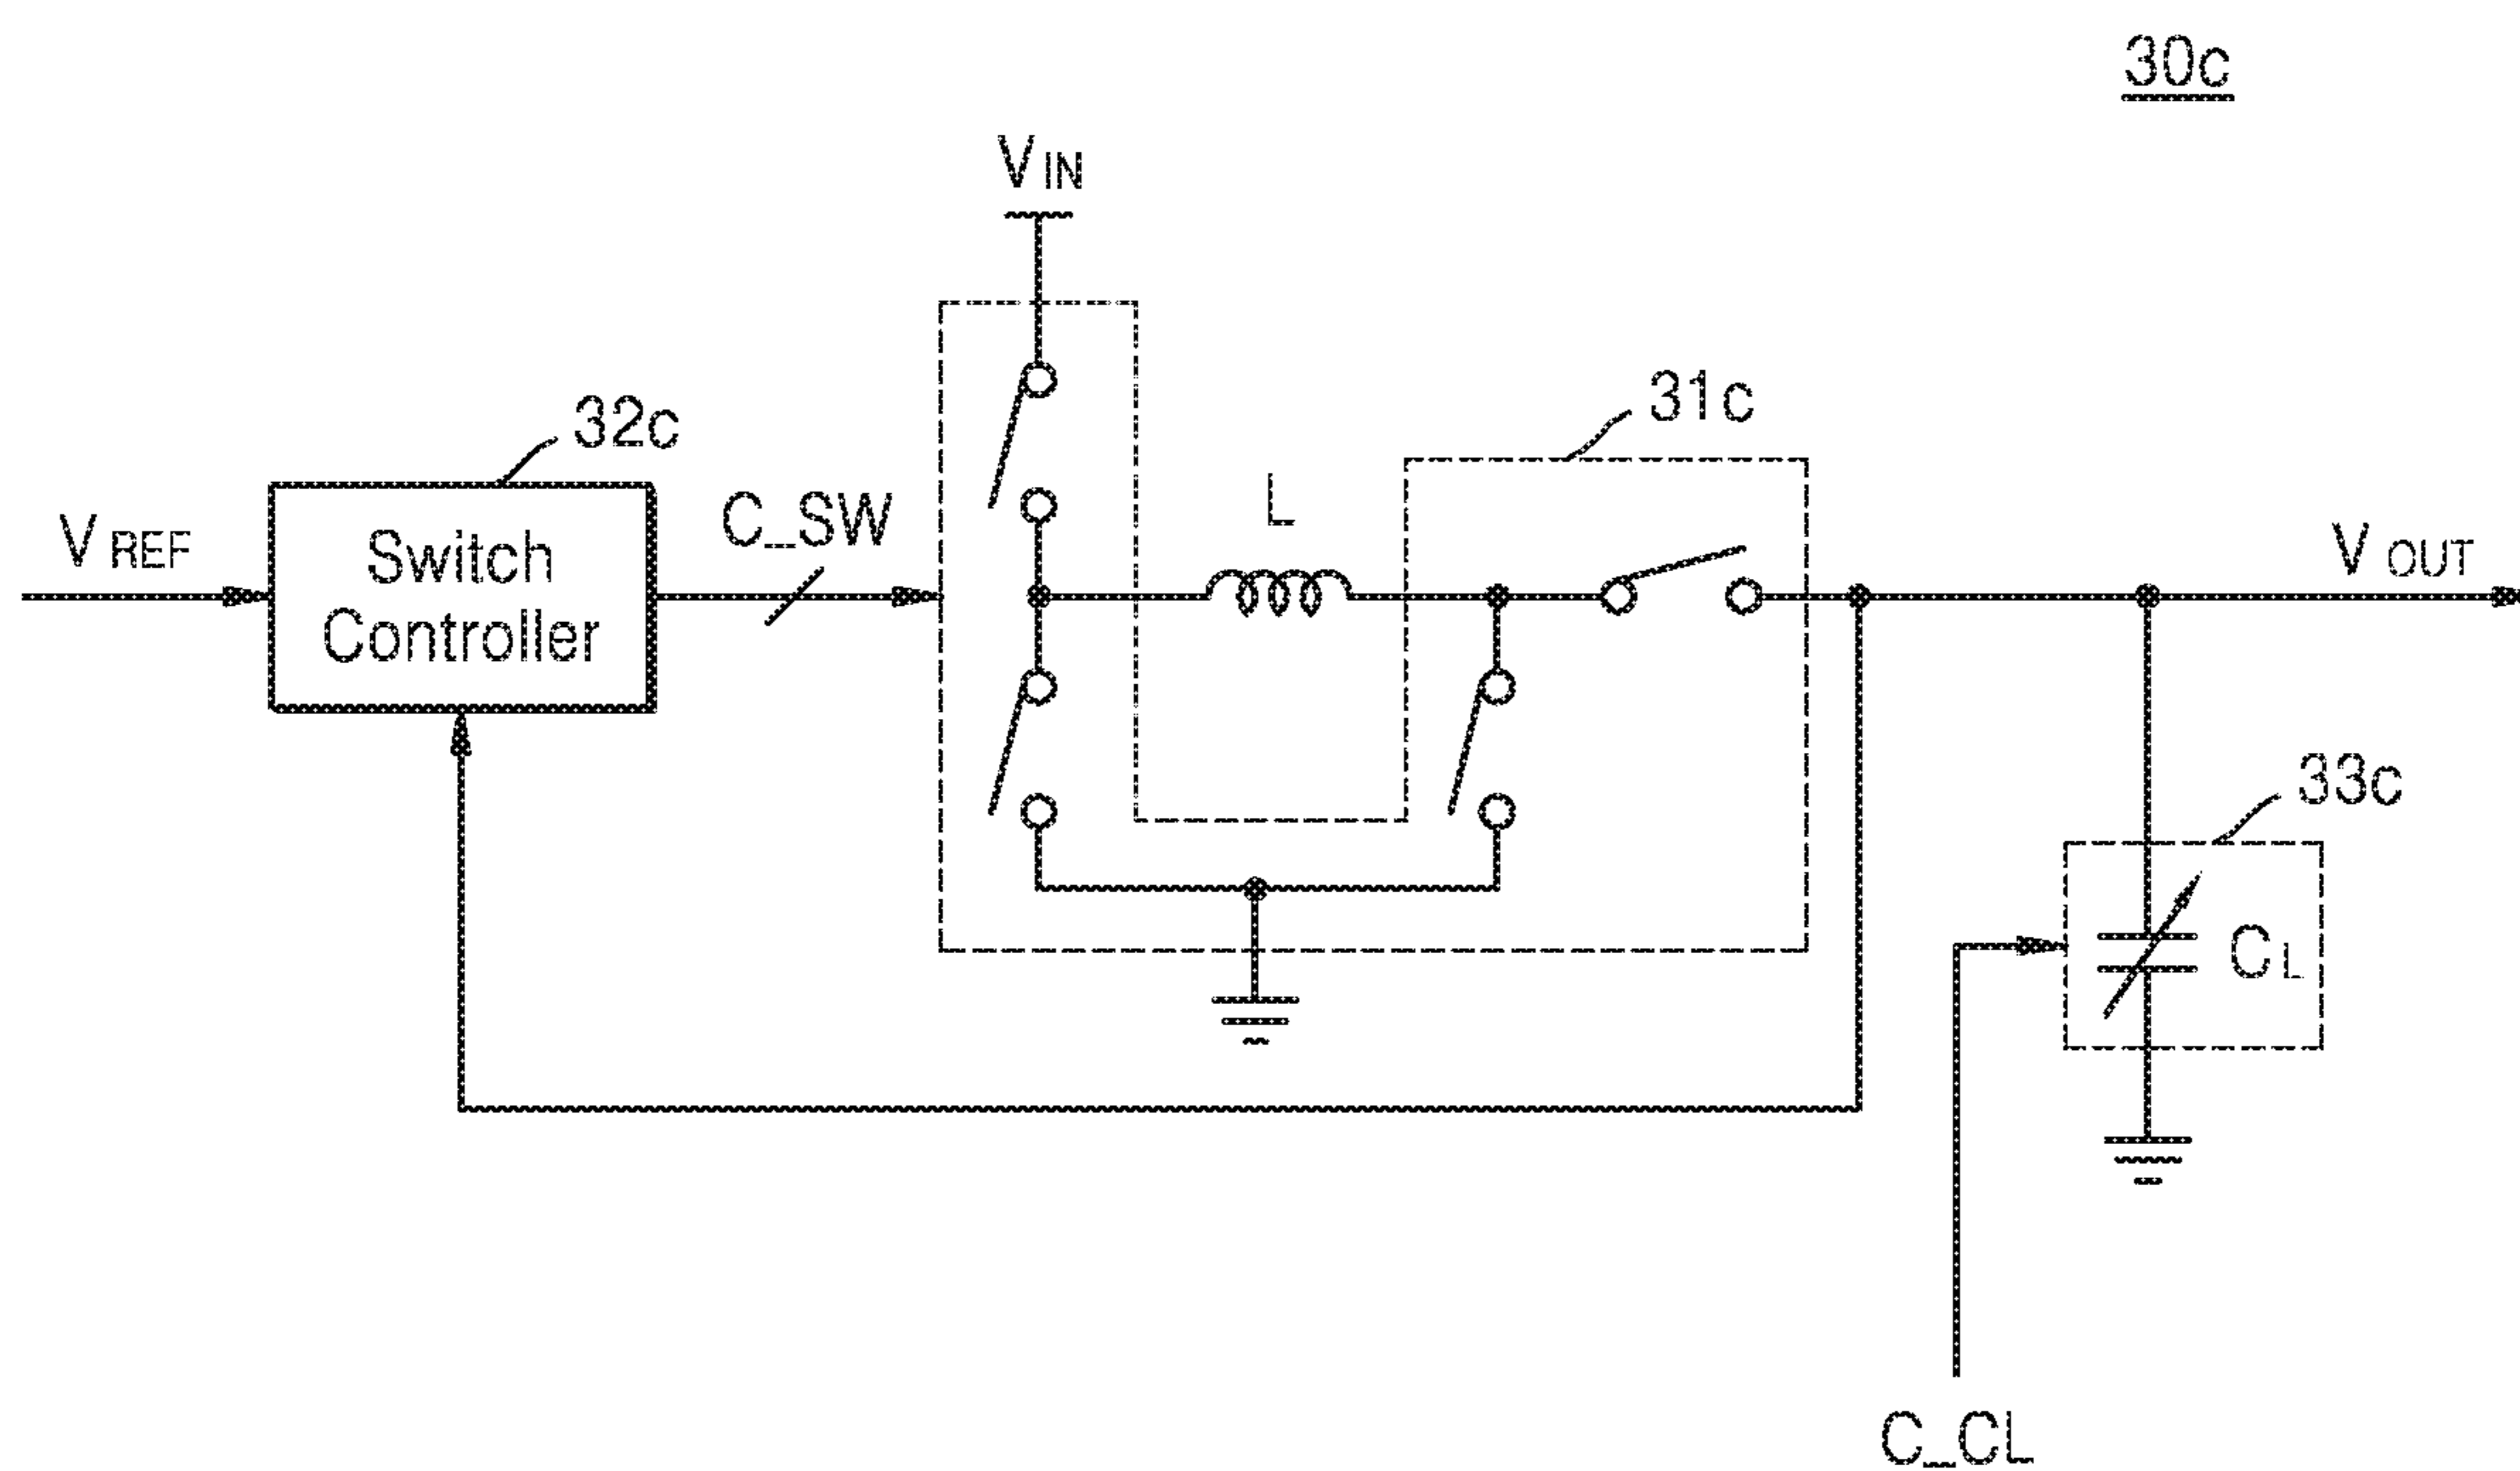 30c
VIN
31c
32c
C_SW
L
VREF
Switch
Controller
VOUT
33c
CL
C_CL